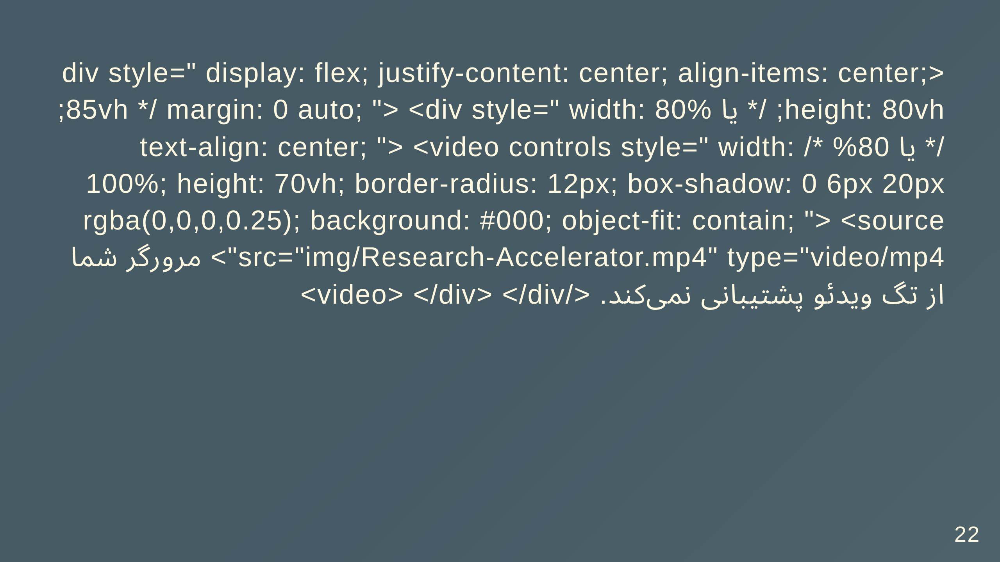 <div style=" display: flex; justify-content: center; align-items: center;
height: 80vh; /* یا 85vh */ margin: 0 auto; "> <div style=" width: 80%;
/* یا 80% */ text-align: center; "> <video controls style=" width:
100%; height: 70vh; border-radius: 12px; box-shadow: 0 6px 20px
rgba(0,0,0,0.25); background: #000; object-fit: contain; "> <source
src="img/Research-Accelerator.mp4" type="video/mp4"> مرورگر شما
از تگ ویدئو پشتیبانی نمی‌کند. </video> </div> </div>
22